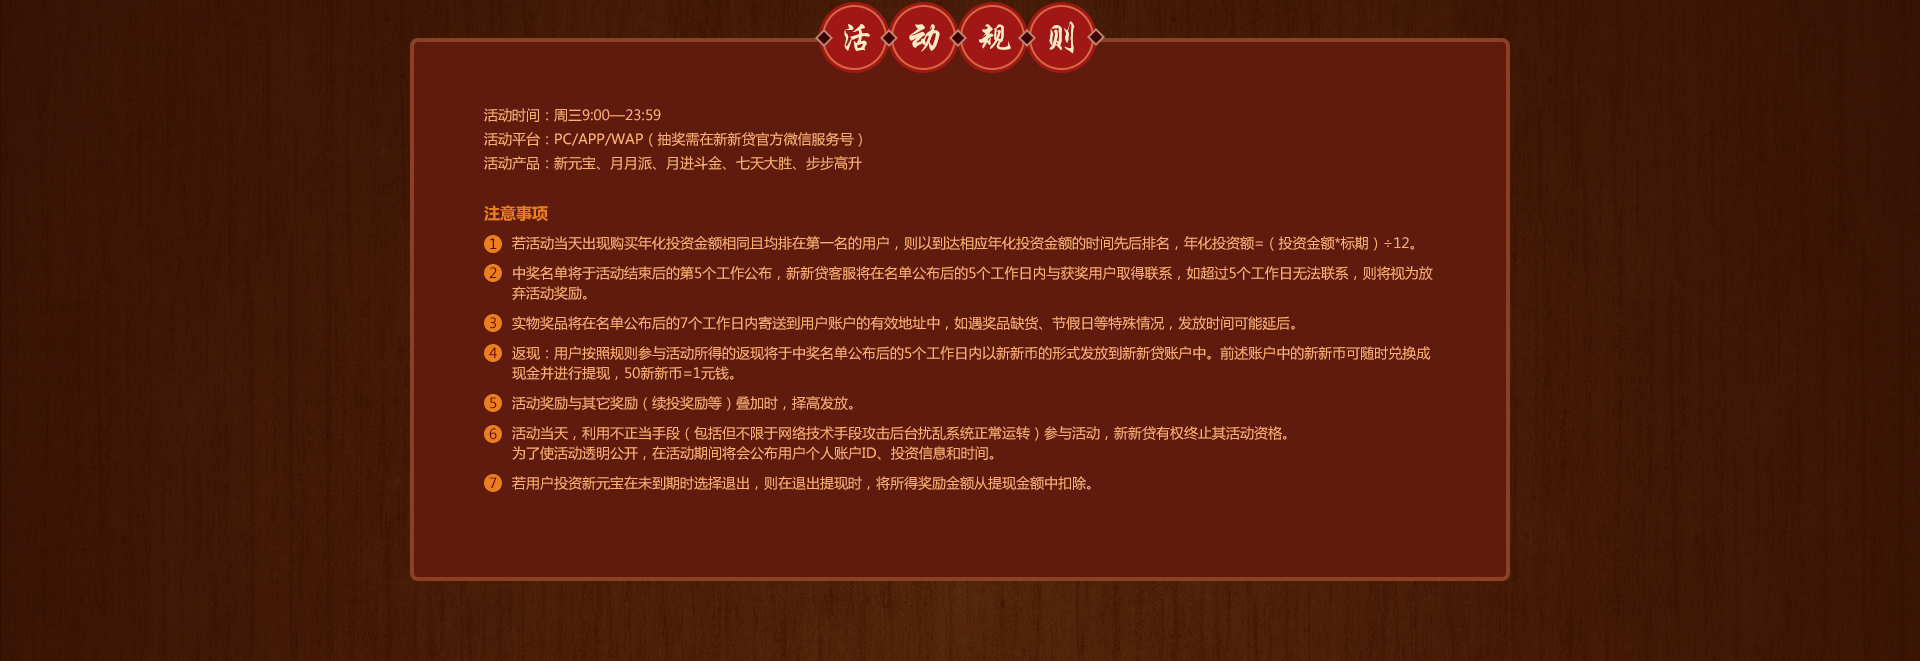 活动规则
活动时间：周三9:00—23:59
活动平台：PC/APP/WAP（抽奖需在新新贷官方微信服务号）
活动产品：新元宝、月月派、月进斗金、七天大胜、步步高升
注意事项
1 若活动当天出现购买年化投资金额相同且均排在第一名的用户，则以到达相应年化投资金额的时间先后排名，年化投资额=（投资金额*标期）÷12。
2 中奖名单将于活动结束后的第5个工作公布，新新贷客服将在名单公布后的5个工作日内与获奖用户取得联系，如超过5个工作日无法联系，则将视为放
弃活动奖励。
3 实物奖品将在名单公布后的7个工作日内寄送到用户账户的有效地址中，如遇奖品缺货、节假日等特殊情况，发放时间可能延后。
4 返现：用户按照规则参与活动所得的返现将于中奖名单公布后的5个工作日内以新新币的形式发放到新新贷账户中。前述账户中的新新币可随时兑换成
现金并进行提现，50新新币=1元钱。
5 活动奖励与其它奖励（续投奖励等）叠加时，择高发放。
6 活动当天，利用不正当手段（包括但不限于网络技术手段攻击后台扰乱系统正常运转）参与活动，新新贷有权终止其活动资格。
为了使活动透明公开，在活动期间将会公布用户个人账户ID、投资信息和时间。
7 若用户投资新元宝在未到期时选择退出，则在退出提现时，将所得奖励金额从提现金额中扣除。